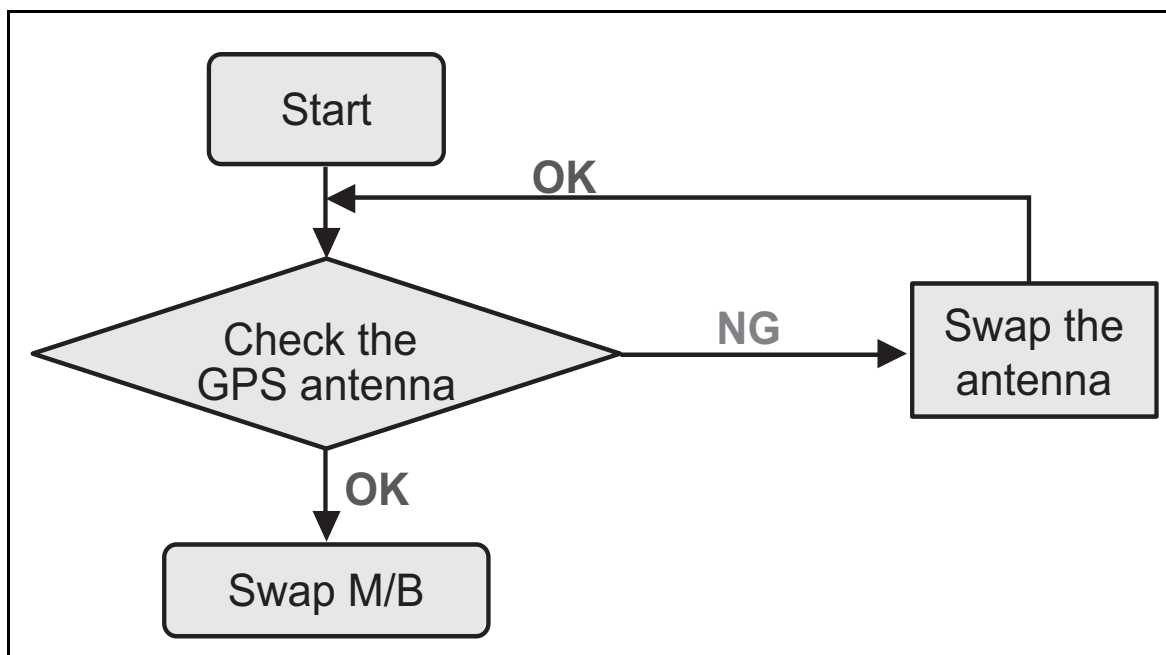 Start
OK
Check the
GPS antenna
NG
Swap the
antenna
OK
Swap M/B